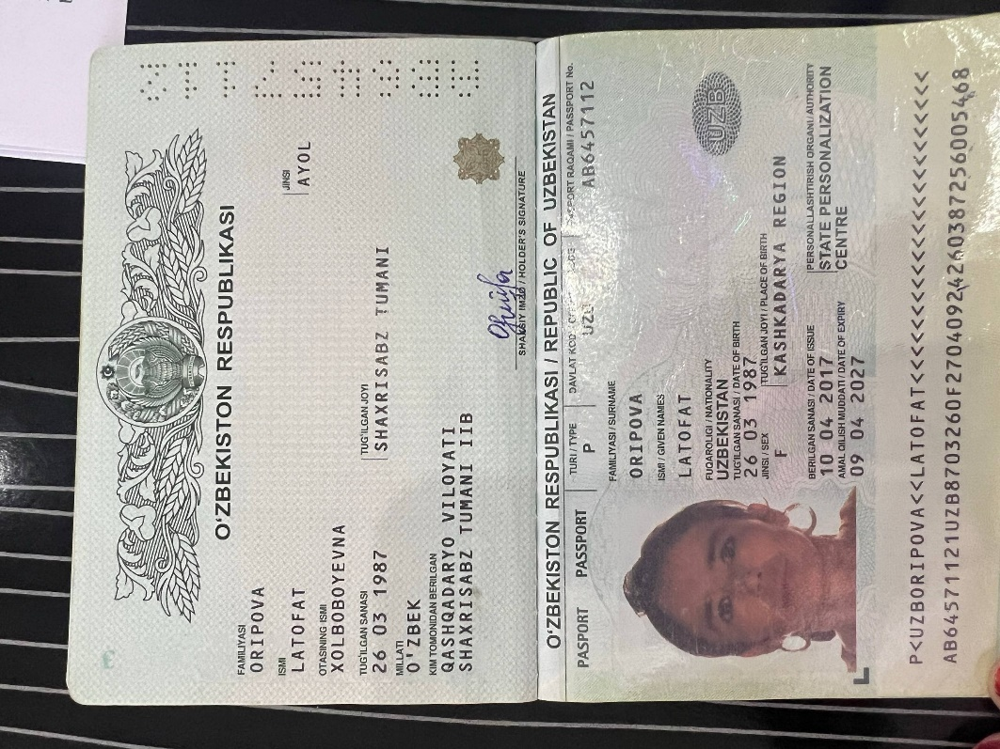 O'ZBEKISTON RESPUBLIKASI
FAMILIYASI
ORIPOVA
ISMI
LATOFAT
JINSI
AYOL
OTASINING ISMI
XOLBOBOYEVNA
TUG'ILGAN SANASI
26 03 1987
TUG'ILGAN JOYI
SHAXRISABZ TUMANI
MILLATI
O'ZBEK
KIM TOMONIDAN BERILGAN
QASHQADARYO VILOYATI
SHAXRISABZ TUMANI IIB
SHAXSIY IMZO / HOLDER'S SIGNATURE
O'ZBEKISTON RESPUBLIKASI / REPUBLIC OF UZBEKISTAN
PASSPORT
PASSPORT
TURI / TYPE
P
DAVLAT KODI
UZB
RAQAMI / PASSPORT No.
AB6457112
FAMILIYASI / SURNAME
ORIPOVA
ISMI / GIVEN NAMES
LATOFAT
UZB
FUQAROLIGI / NATIONALITY
UZBEKISTAN
TUG'ILGAN SANASI / DATE OF BIRTH
26 03 1987
JINSI / SEX
F
TUG'ILGAN JOYI / PLACE OF BIRTH
KASHKADARYA REGION
BERILGAN SANASI / DATE OF ISSUE
10 04 2017
PERSONALLASHTIRISH ORGANI / AUTHORITY
STATE PERSONALIZATION
CENTRE
AMAL QILISH MUDDATI / DATE OF EXPIRY
09 04 2027
P<UZBORIPOVA<<LATOFAT<<<<<<<<<<<<<<<<<<<<<<<
AB64571121UZB8703260F27040924260387256005468